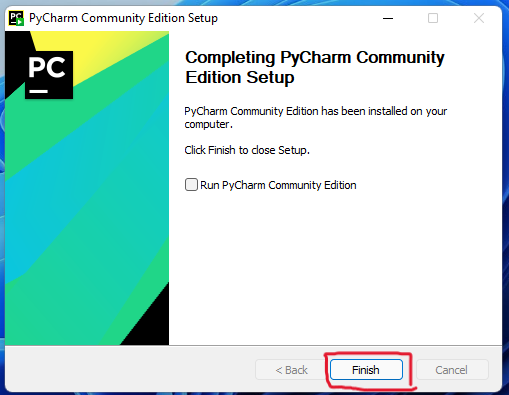 PyCharm Community Edition Setup
PC
Completing PyCharm Community
Edition Setup
PyCharm Community Edition has been installed on your
computer.
Click Finish to close Setup.
Run PyCharm Community Edition
< Back
Finish
Cancel